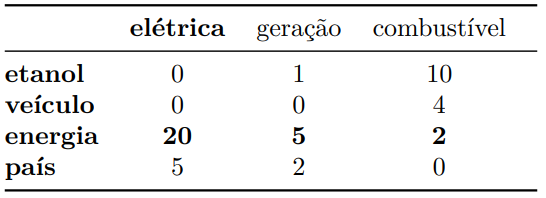 elétrica geração combustível
etanol 0 1 10
veículo 0 0 4
energia 20 5 2
país 5 2 0